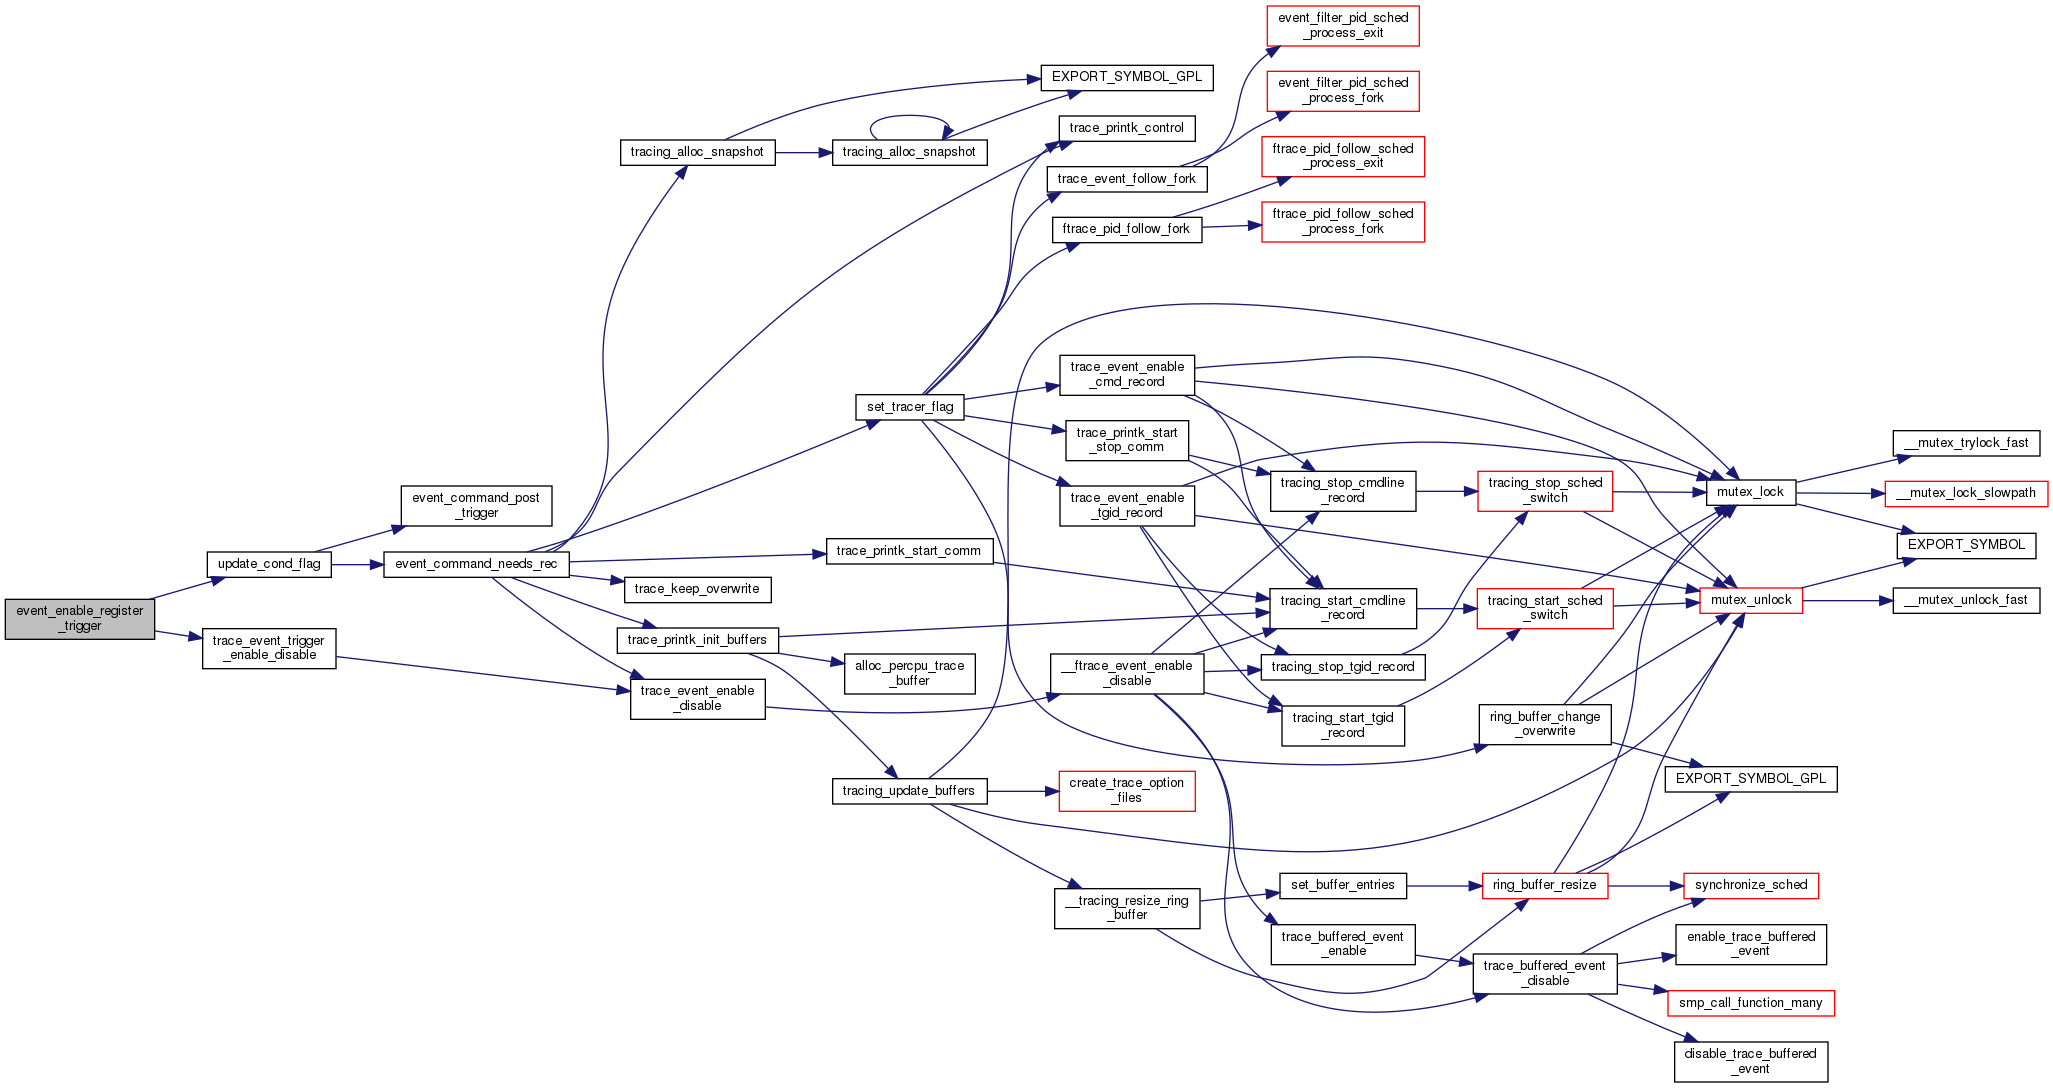 event_filter_pid_sched
_process_exit
EXPORT_SYMBOL_GPL
event_filter_pid_sched
_process_fork
trace_printk_control
tracing_alloc_snapshot
tracing_alloc_snapshot
ftrace_pid_follow_sched
_process_exit
trace_event_follow_fork
ftrace_pid_follow_fork
ftrace_pid_follow_sched
_process_fork
trace_event_enable
_cmd_record
set_tracer_flag
trace_printk_start
_stop_comm
__mutex_trylock_fast
tracing_stop_cmdline
_record
tracing_stop_sched
_switch
mutex_lock
__mutex_lock_slowpath
event_command_post
_trigger
trace_event_enable
_tgid_record
EXPORT_SYMBOL
update_cond_flag
event_command_needs_rec
trace_printk_start_comm
trace_keep_overwrite
tracing_start_cmdline
_record
tracing_start_sched
_switch
mutex_unlock
__mutex_unlock_fast
event_enable_register
_trigger
trace_event_trigger
_enable_disable
trace_printk_init_buffers
alloc_percpu_trace
_buffer
__ftrace_event_enable
_disable
tracing_stop_tgid_record
trace_event_enable
_disable
tracing_start_tgid
_record
ring_buffer_change
_overwrite
EXPORT_SYMBOL_GPL
tracing_update_buffers
create_trace_option
_files
set_buffer_entries
ring_buffer_resize
synchronize_sched
__tracing_resize_ring
_buffer
trace_buffered_event
_enable
enable_trace_buffered
_event
trace_buffered_event
_disable
smp_call_function_many
disable_trace_buffered
_event